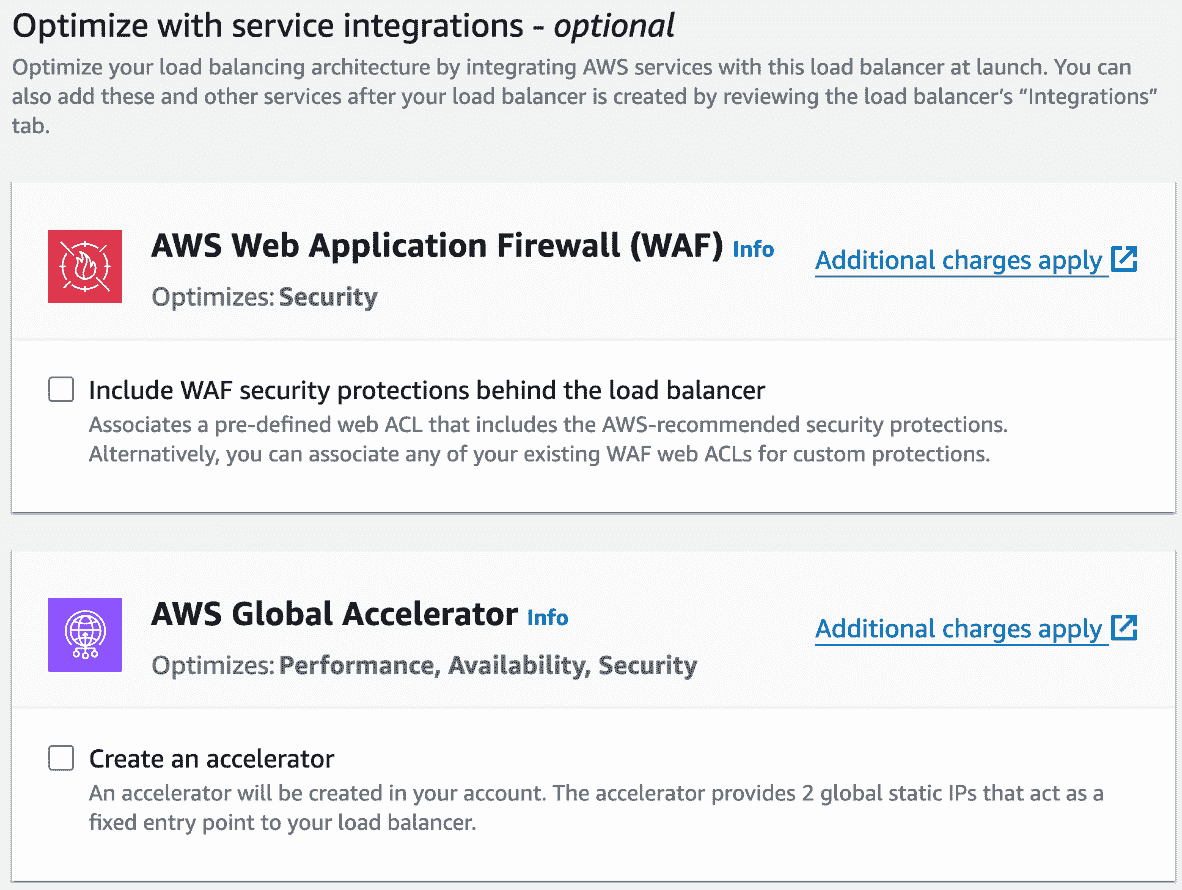 Optimize with service integrations - optional
Optimize your load balancing architecture by integrating AWS services with this load balancer at launch. You can
also add these and other services after your load balancer is created by reviewing the load balancer’s “Integrations”
tab.
AWS Web Application Firewall (WAF) Info
Additional charges apply
Optimizes: Security
Include WAF security protections behind the load balancer
Associates a pre-defined web ACL that includes the AWS-recommended security protections.
Alternatively, you can associate any of your existing WAF web ACLs for custom protections.
AWS Global Accelerator Info
Additional charges apply
Optimizes: Performance, Availability, Security
Create an accelerator
An accelerator will be created in your account. The accelerator provides 2 global static IPs that act as a
fixed entry point to your load balancer.